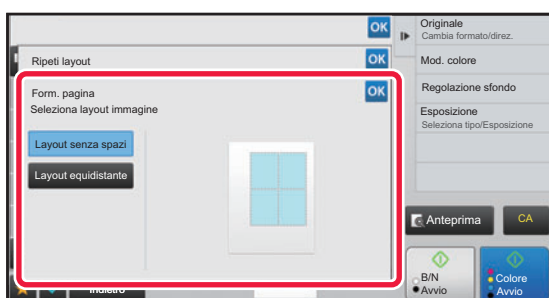 OK
Ripeti layout
OK
Form. pagina
OK
Seleziona layout immagine
Layout senza spazi
Layout equidistante
Indietro
Originale
Cambia formato/direz.
Mod. colore
Regolazione sfondo
Esposizione
Seleziona tipo/Esposizione
Anteprima
CA
B/N
Avvio
Colore
Avvio